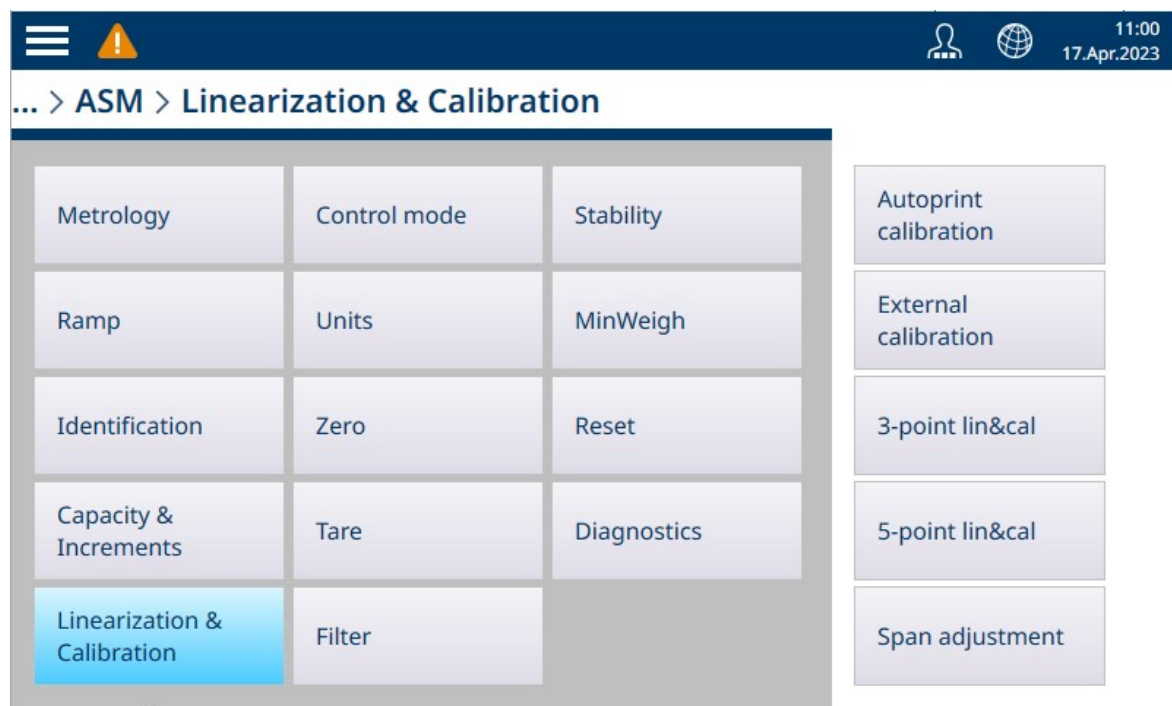 11:00
17.Apr.2023
... > ASM > Linearization & Calibration
Metrology
Control mode
Stability
Autoprint
calibration
Ramp
Units
MinWeigh
External
calibration
Identification
Zero
Reset
3-point lin&cal
Capacity &
Increments
Tare
Diagnostics
5-point lin&cal
Linearization &
Calibration
Filter
Span adjustment